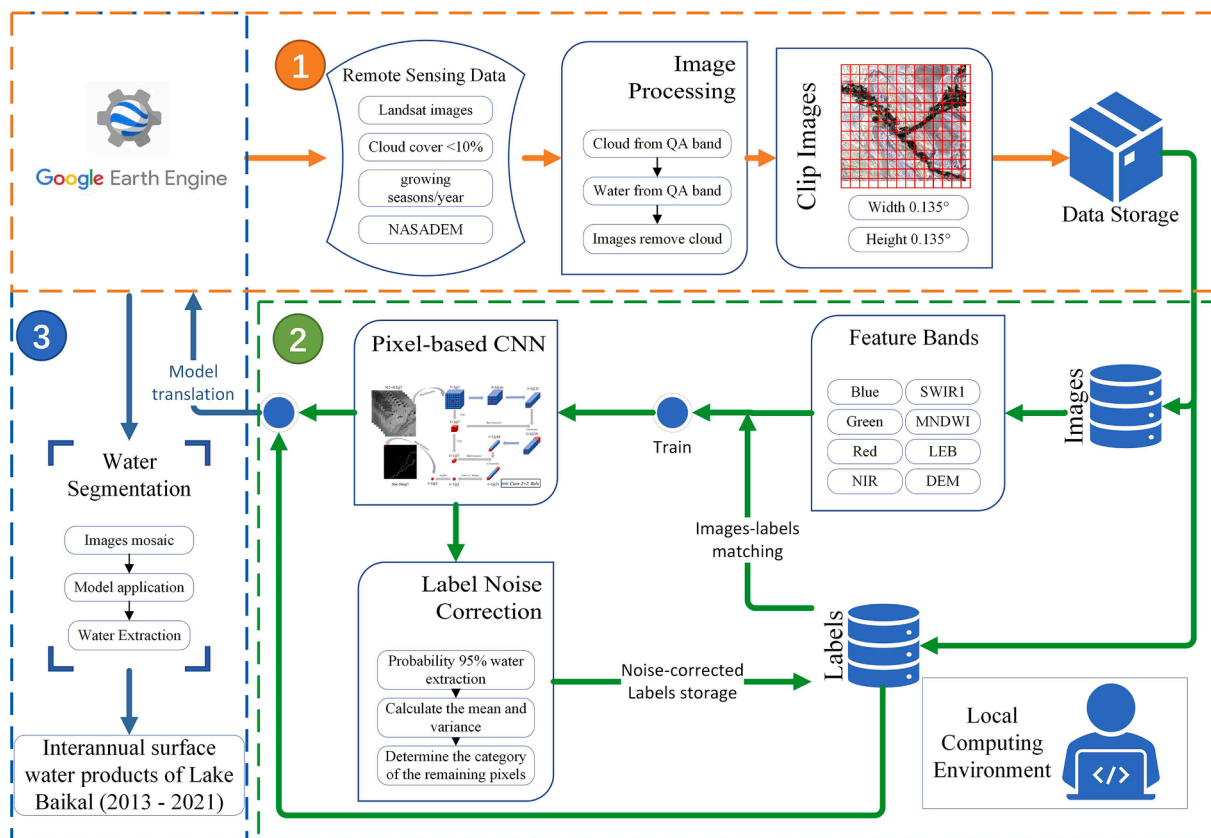 1
Remote Sensing Data
Landsat images
Cloud cover <10%
growing
seasons/year
NASADEM
Image
Processing
Cloud from QA band
Water from QA band
Images remove cloud
Clip Images
Width 0.135°
Height 0.135°
Data Storage
Google Earth Engine
3
Model
translation
Water
Segmentation
Images mosaic
Model application
Water Extraction
Interannual surface
water products of Lake
Baikal (2013 - 2021)
2
Pixel-based CNN
Train
Feature Bands
Blue
SWIR1
Green
MNDWI
Red
LEB
NIR
DEM
Images
Images-labels
matching
Label Noise
Correction
Probability 95% water
extraction
Calculate the mean and
variance
Determine the category
of the remaining pixels
Noise-corrected
Labels storage
Labels
Local
Computing
Environment